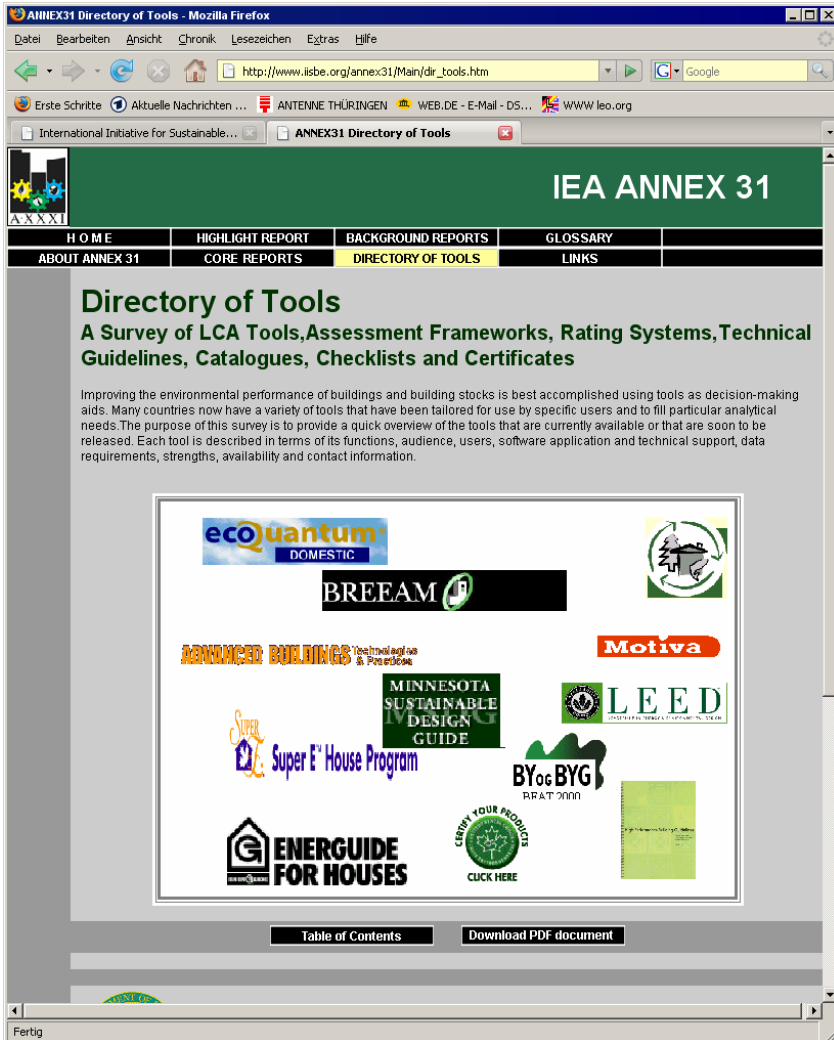 ANNEX31 Directory of Tools - Mozilla Firefox
Datei Bearbeiten Ansicht Chronik Lesezeichen Extras Hilfe
http://www.iisbe.org/annex31/Main/dir_tools.htm
G Google
Erste Schritte Aktuelle Nachrichten ... ANTENNE THÜRINGEN WEB.DE - E-Mail - DS... WWW leo.org
International Initiative for Sustainable... ANNEX31 Directory of Tools
A·XXXI
IEA ANNEX 31
HOME HIGHLIGHT REPORT BACKGROUND REPORTS GLOSSARY
ABOUT ANNEX 31 CORE REPORTS DIRECTORY OF TOOLS LINKS
Directory of Tools
A Survey of LCA Tools,Assessment Frameworks, Rating Systems,Technical
Guidelines, Catalogues, Checklists and Certificates
Improving the environmental performance of buildings and building stocks is best accomplished using tools as decision-making
aids. Many countries now have a variety of tools that have been tailored for use by specific users and to fill particular analytical
needs.The purpose of this survey is to provide a quick overview of the tools that are currently available or that are soon to be
released. Each tool is described in terms of its functions, audience, users, software application and technical support, data
requirements, strengths, availability and contact information.
ecoQuantum
DOMESTIC
BREEAM
ADVANCED BUILDINGS Technologies
& Practices
Motiva
MINNESOTA
SUSTAINABLE
MSDG
DESIGN
GUIDE
LEED
SUPER
E
Super E™ House Program
BY OG BYG
BEAT 2000
High Performance Building Guidelines
G ENERGUIDE
FOR HOUSES
CERTIFY YOUR PRODUCTS
CLICK HERE
Table of Contents Download PDF document
Fertig